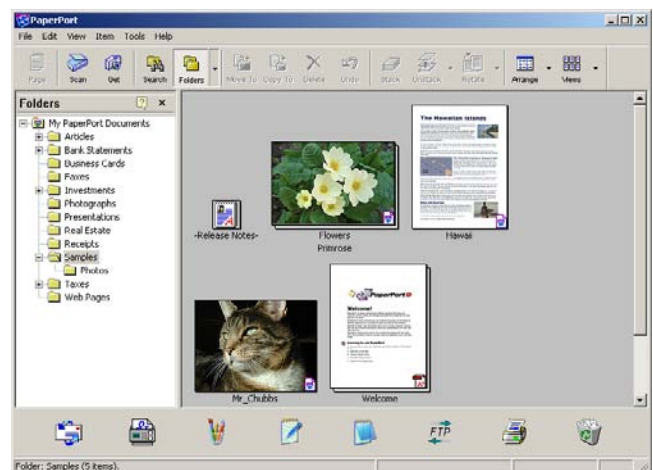 PaperPort
File Edit View Item Tools Help
Page Scan Get Search Folders Move To Copy To Delete Undo Stack Unstack Rotate Arrange Views
Folders
My PaperPort Documents
Articles
Bank Statements
Business Cards
Faxes
Investments
Photographs
Presentations
Real Estate
Receipts
Samples
Photos
Taxes
Web Pages
The Hawaiian Islands
-Release Notes-
Flowers
Primrose
Hawaii
PaperPort
Welcome!
Mr_Chubbs
Welcome
FTP
Folder: Samples (5 items).